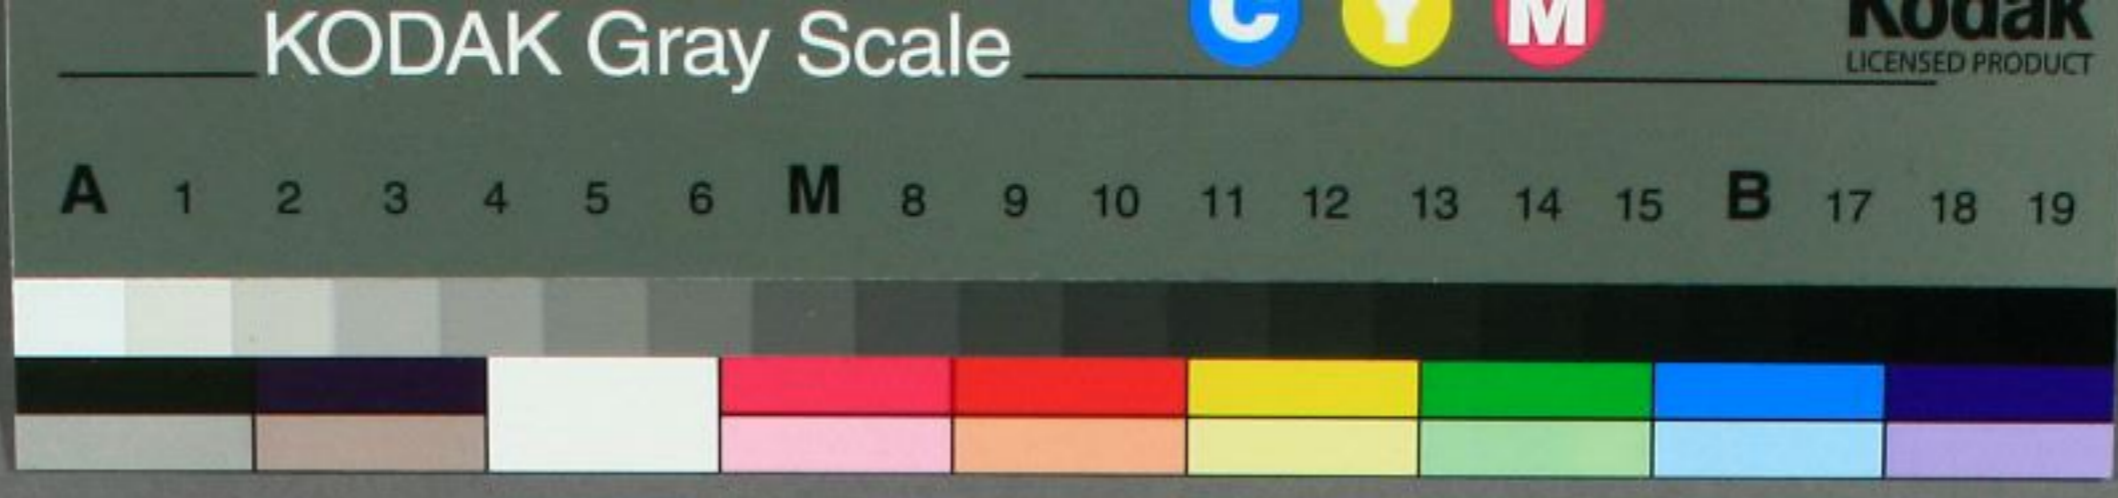 KODAK Gray Scale
C Y M
Kodak
LICENSED PRODUCT
A 1 2 3 4 5 6 M 8 9 10 11 12 13 14 15 B 17 18 19